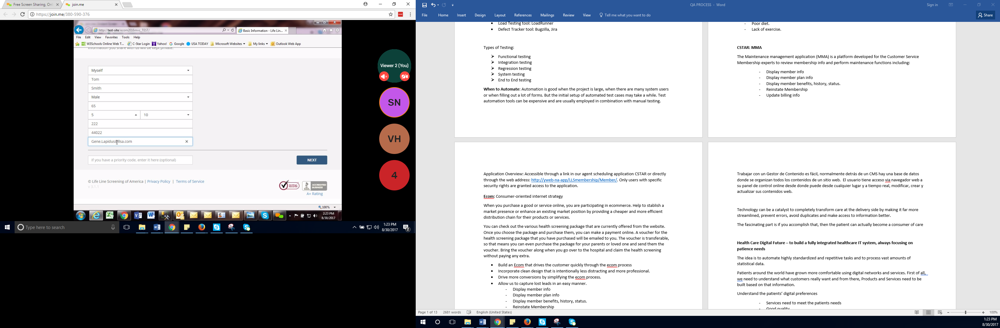 Free Screen Sharing, Onl
join.me
https://join.me/380-590-376
http://test-site/ecom2016mvc_TEST/
Basic Information - Life Lin...
File Edit View Favorites Tools Help
W3Schools Online Web T... C-Star Login Yahoo! Google USA TODAY Microsoft Websites My links Outlook Web App
information you share with us will be kept private.
Myself
Tom
Smith
Male
65
5 10
222
44022
Gene.Lapidus@llsa.com
If you have a priority code, enter it here (optional)
NEXT
© Life Line Screening of America | Privacy Policy | Terms of Service
v 3.1.1
VeriSign
Secured
BBB
ACCREDITED
BUSINESS
A+ Rating
100%
2:23 PM
8/30/2017
Viewer 2 (You)
SN
VH
4
Type here to search
1:23 PM
8/30/2017
2
QA PROCESS - Word
Sign in
File Home Insert Design Layout References Mailings Review View Tell me what you want to do
Share
• Load Testing tool: LoadRunner
• Defect Tracker tool: Bugzilla, Jira
Types of Testing:
Functional testing
Integration testing
Regression testing
System testing
End to End testing
When to Automate: Automation is good when the project is large, when there are many system users
or when filling out a lot of forms. But the initial setup of automated test cases may take a while. Test
automation tools can be expensive and are usually employed in combination with manual testing.
- Poor diet.
- Lack of exercise.
CSTAR: MMA
The Maintenance management application (MMA) is a platform developed for the Customer Service
Membership experts to review membership info and perform maintenance functions including:
- Display member info
- Display member plan info
- Display member benefits, history, status.
- Reinstate Membership
- Update billing info
Application Overview: Accessible through a link in our agent scheduling application CSTAR or directly
through the web address: http://yweb-na-app/LLSmembership/Member/. Only users with specific
security rights are granted access to the application.
Ecom: Consumer-oriented internet strategy
When you purchase a good or service online, you are participating in ecommerce. Help to stablish a
market presence or enhance an existing market position by providing a cheaper and more efficient
distribution chain for their products or services.
You can check out the various health screening package that are currently offered from the website.
Once you choose the package and purchase them, you can make a payment online. A voucher for the
health screening package that you have purchased will be emailed to you. The voucher is transferable,
so that means you can even purchase the package for your parents or loved one and send them the
voucher. Bring the voucher along when you go over to the hospital and claim the health screening
without paying any extra.
• Build an Ecom that drives the customer quickly through the ecom process
• Incorporate clean design that is intentionally less distracting and more professional.
• Drive more conversions by simplifying the ecom process.
• Allow us to capture lost leads in an easy manner.
- Display member info
- Display member plan info
- Display member benefits, history, status.
- Reinstate Membership
Trabajar con un Gestor de Contenido es fácil, normalmente detrás de un CMS hay una base de datos
donde se organizan todos los contenidos de un sitio web. El usuario tiene acceso via navegador web a
su panel de control online desde donde puede desde cualquier lugar y a tiempo real, modificar, crear y
actualizar sus contenidos web.
Technology can be a catalyst to completely transform care at the delivery side by making it far more
streamlined, prevent errors, avoid duplicates and make access to information better.
The fascinating part is if you accomplish that, then the patient can actually become a consumer of care
Health Care Digital Future – to build a fully integrated healthcare IT system, always focusing on
patience needs
The idea is to automate highly standardized and repetitive tasks and to process vast amounts of
statistical data.
Patients around the world have grown more comfortable using digital networks and services. First of all,
we need to understand what customers really want and from there, Products and Services need to be
built based on that information.
Understand the patients’ digital preferences
- Services need to meet the patients needs
- Good quality
Page 1 of 13 2681 words English (United States)
100%
1:23 PM
8/30/2017